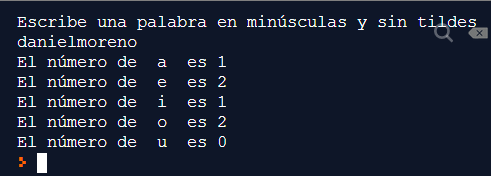 Escribe una palabra en minúsculas y sin tildes
danielmoreno
El número de  a  es 1
El número de  e  es 2
El número de  i  es 1
El número de  o  es 2
El número de  u  es 0